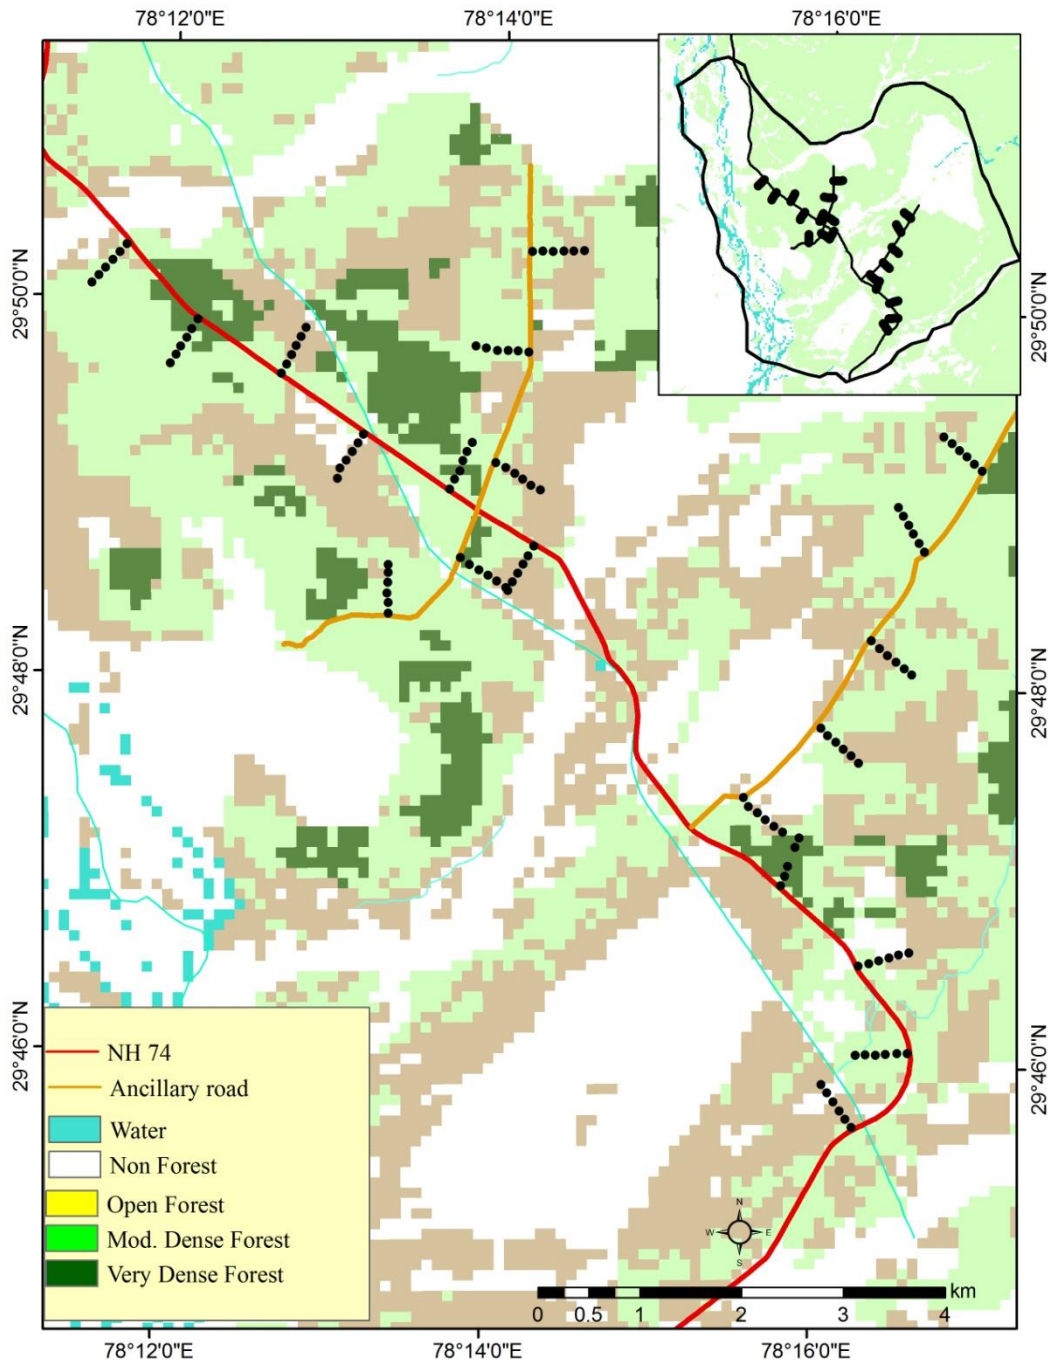 78°12'0"E
78°14'0"E
78°16'0"E
29°50'0"N
29°50'0"N
29°48'0"N
29°48'0"N
29°46'0"N
29°46'0"N
NH 74
Ancillary road
Water
Non Forest
Open Forest
Mod. Dense Forest
Very Dense Forest
N
W
E
S
km
0 0.5 1 2 3 4
78°12'0"E
78°14'0"E
78°16'0"E